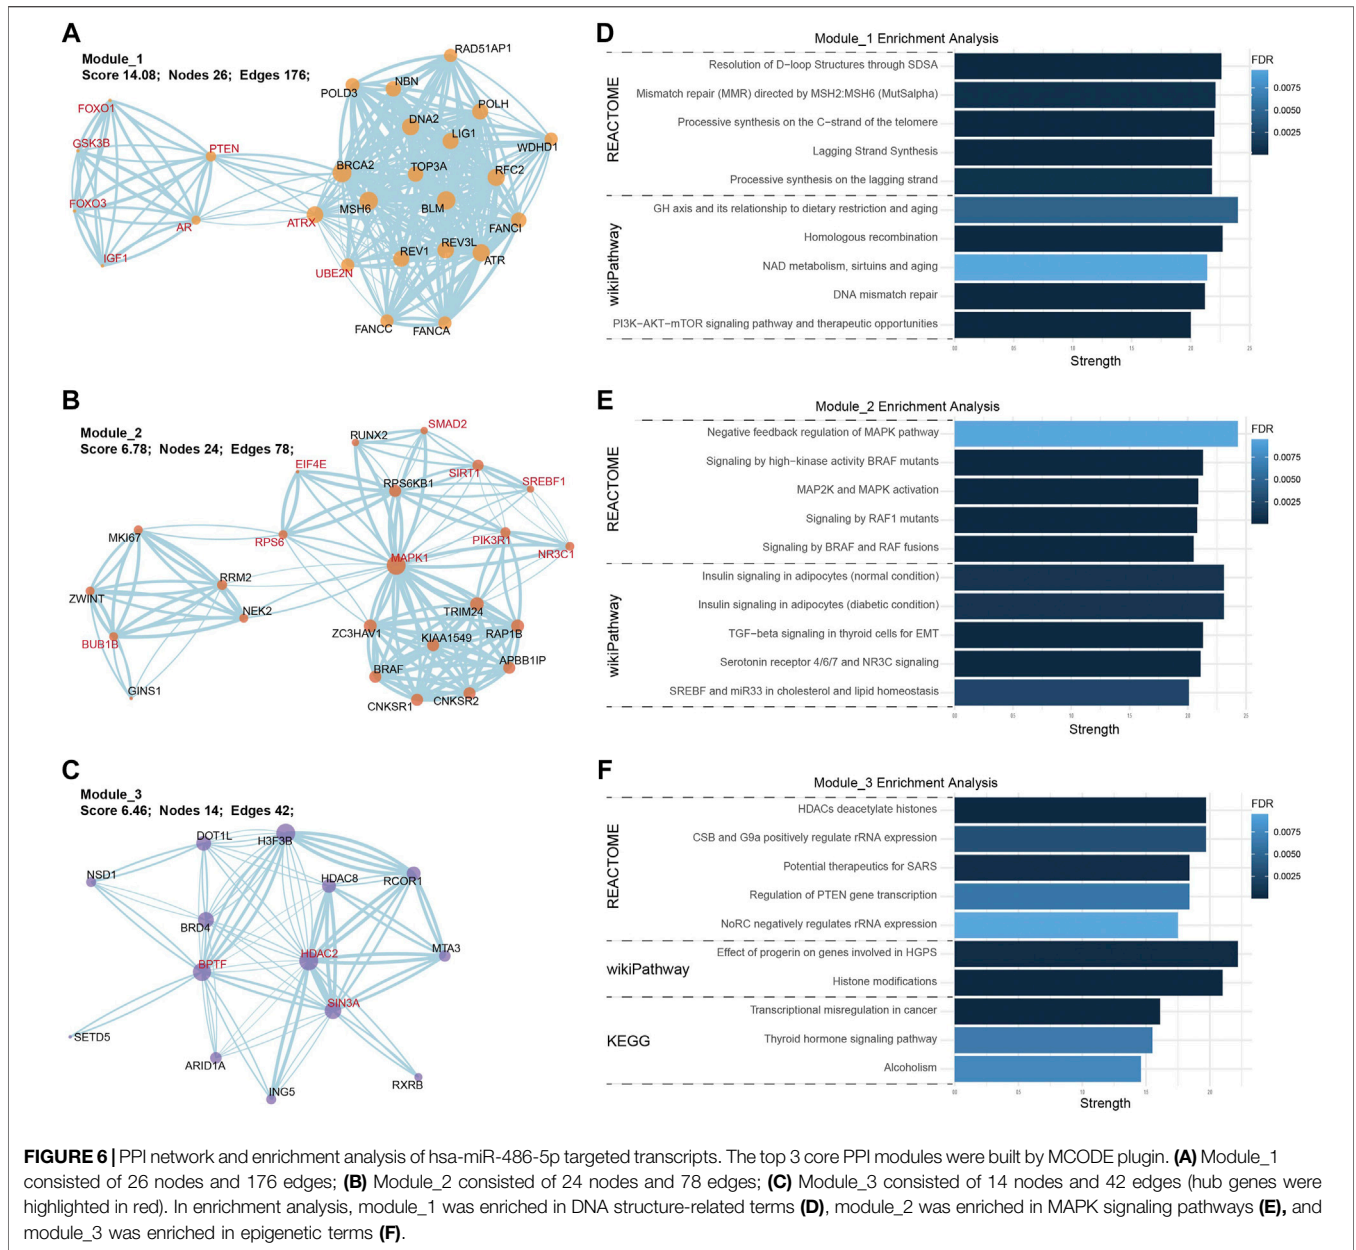 A
Module_1
Score 14.08; Nodes 26; Edges 176;
FOXO1
GSK3B
PTEN
FOXO3
AR
IGF1
RAD51AP1
NBN
POLD3
POLH
DNA2
LIG1
WDHD1
BRCA2
TOP3A
RFC2
MSH6
BLM
ATRX
FANCI
REV3L
REV1
ATR
UBE2N
FANCC
FANCA
D
Module_1 Enrichment Analysis
REACTOME
Resolution of D−loop Structures through SDSA
Mismatch repair (MMR) directed by MSH2:MSH6 (MutSalpha)
Processive synthesis on the C−strand of the telomere
Lagging Strand Synthesis
Processive synthesis on the lagging strand
wikiPathway
GH axis and its relationship to dietary restriction and aging
Homologous recombination
NAD metabolism, sirtuins and aging
DNA mismatch repair
PI3K−AKT−mTOR signaling pathway and therapeutic opportunities
Strength
FDR
0.0075
0.0050
0.0025
B
Module_2
Score 6.78; Nodes 24; Edges 78;
RUNX2
SMAD2
EIF4E
SIRT1
RPS6KB1
SREBF1
MKI67
RPS6
PIK3R1
NR3C1
MAPK1
RRM2
ZWINT
NEK2
TRIM24
ZC3HAV1
RAP1B
KIAA1549
BUB1B
APBB1IP
BRAF
GINS1
CNKSR1
CNKSR2
E
Module_2 Enrichment Analysis
REACTOME
Negative feedback regulation of MAPK pathway
Signaling by high−kinase activity BRAF mutants
MAP2K and MAPK activation
Signaling by RAF1 mutants
Signaling by BRAF and RAF fusions
wikiPathway
Insulin signaling in adipocytes (normal condition)
Insulin signaling in adipocytes (diabetic condition)
TGF−beta signaling in thyroid cells for EMT
Serotonin receptor 4/6/7 and NR3C signaling
SREBF and miR33 in cholesterol and lipid homeostasis
Strength
FDR
0.0075
0.0050
0.0025
C
Module_3
Score 6.46; Nodes 14; Edges 42;
DOT1L
H3F3B
NSD1
HDAC8
RCOR1
BRD4
MTA3
HDAC2
BPTF
SIN3A
SETD5
ARID1A
RXRB
ING5
F
Module_3 Enrichment Analysis
REACTOME
HDACs deacetylate histones
CSB and G9a positively regulate rRNA expression
Potential therapeutics for SARS
Regulation of PTEN gene transcription
NoRC negatively regulates rRNA expression
wikiPathway
Effect of progerin on genes involved in HGPS
Histone modifications
KEGG
Transcriptional misregulation in cancer
Thyroid hormone signaling pathway
Alcoholism
Strength
FDR
0.0075
0.0050
0.0025
FIGURE 6 | PPI network and enrichment analysis of hsa-miR-486-5p targeted transcripts. The top 3 core PPI modules were built by MCODE plugin. (A) Module_1
consisted of 26 nodes and 176 edges; (B) Module_2 consisted of 24 nodes and 78 edges; (C) Module_3 consisted of 14 nodes and 42 edges (hub genes were
highlighted in red). In enrichment analysis, module_1 was enriched in DNA structure-related terms (D), module_2 was enriched in MAPK signaling pathways (E), and
module_3 was enriched in epigenetic terms (F).